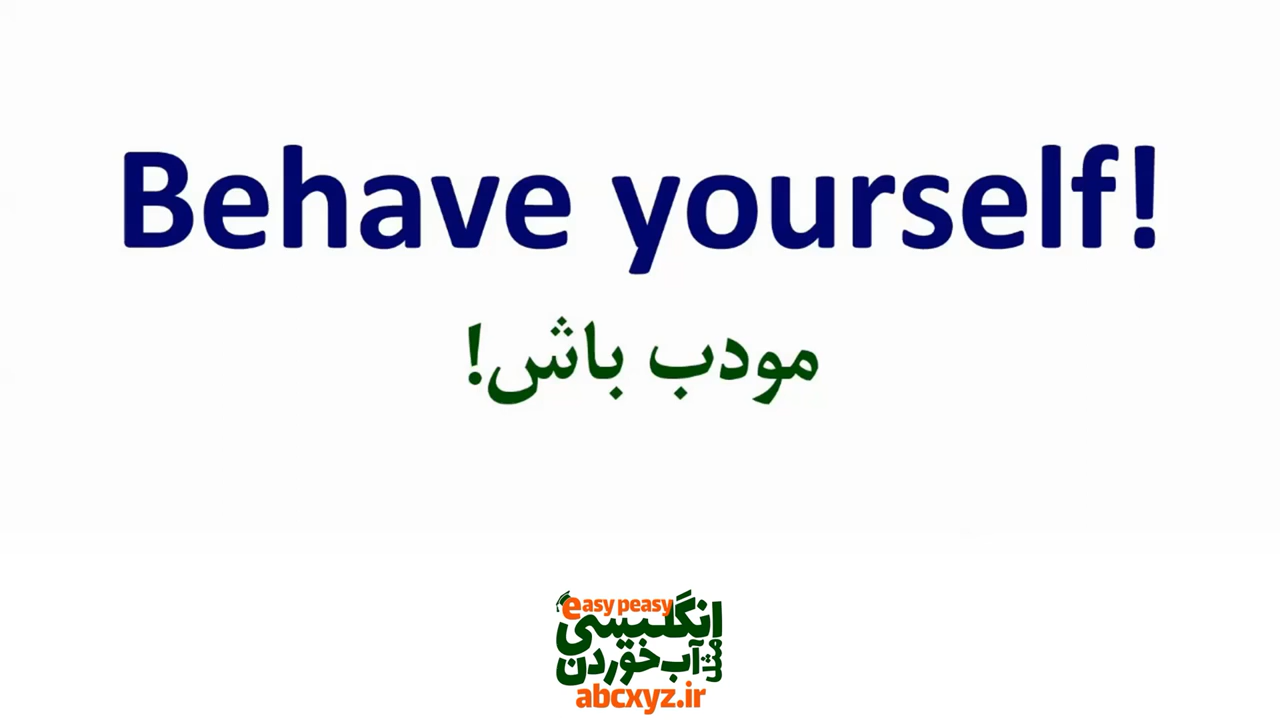 Behave yourself!
مودب باش!
easy peasy
انگلیسی
مثل آب خوردن
abcxyz.ir